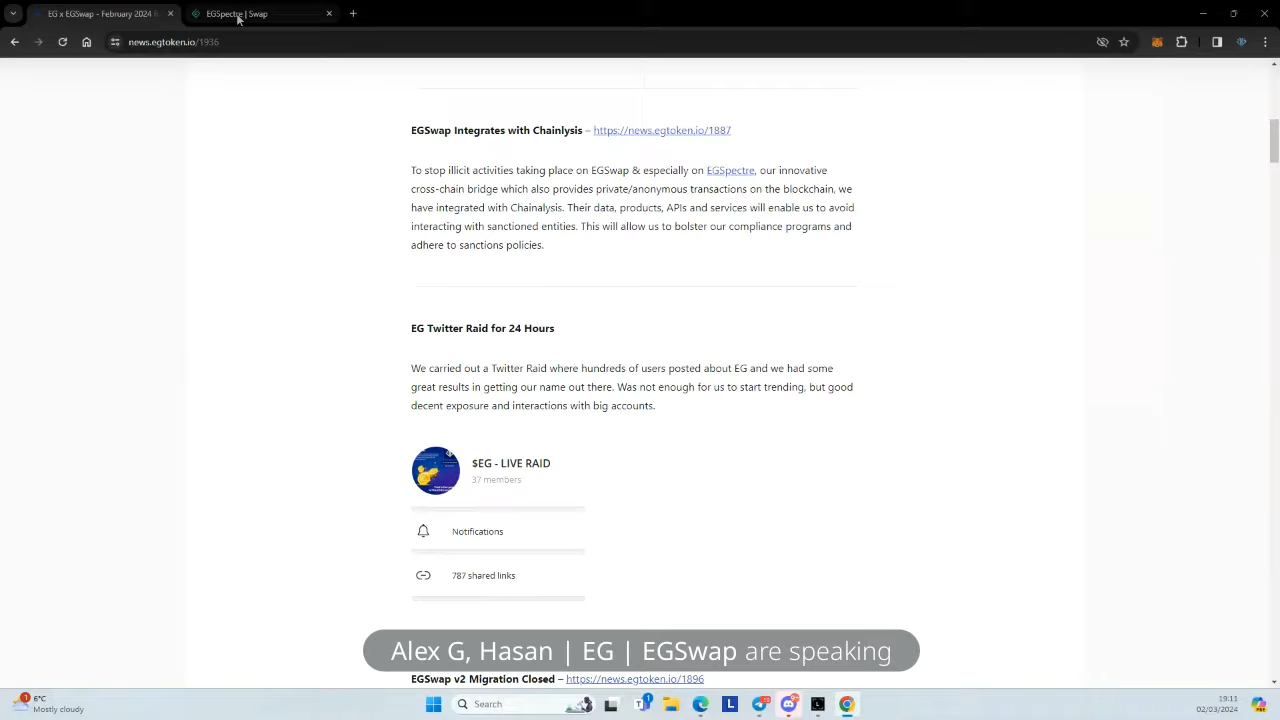 EG x EGSwap - February 2024 R
EGSpectre | Swap
news.egtoken.io/1936
EGSwap Integrates with Chainlysis – https://news.egtoken.io/1887
To stop illicit activities taking place on EGSwap & especially on EGSpectre, our innovative
cross-chain bridge which also provides private/anonymous transactions on the blockchain, we
have integrated with Chainalysis. Their data, products, APIs and services will enable us to avoid
interacting with sanctioned entities. This will allow us to bolster our compliance programs and
adhere to sanctions policies.
EG Twitter Raid for 24 Hours
We carried out a Twitter Raid where hundreds of users posted about EG and we had some
great results in getting our name out there. Was not enough for us to start trending, but good
decent exposure and interactions with big accounts.
$EG - LIVE RAID
37 members
Notifications
787 shared links
Alex G, Hasan | EG | EGSwap are speaking
EGSwap v2 Migration Closed – https://news.egtoken.io/1896
1
6°C
Mostly cloudy
Search
1
L
9+
L
19:11
02/03/2024